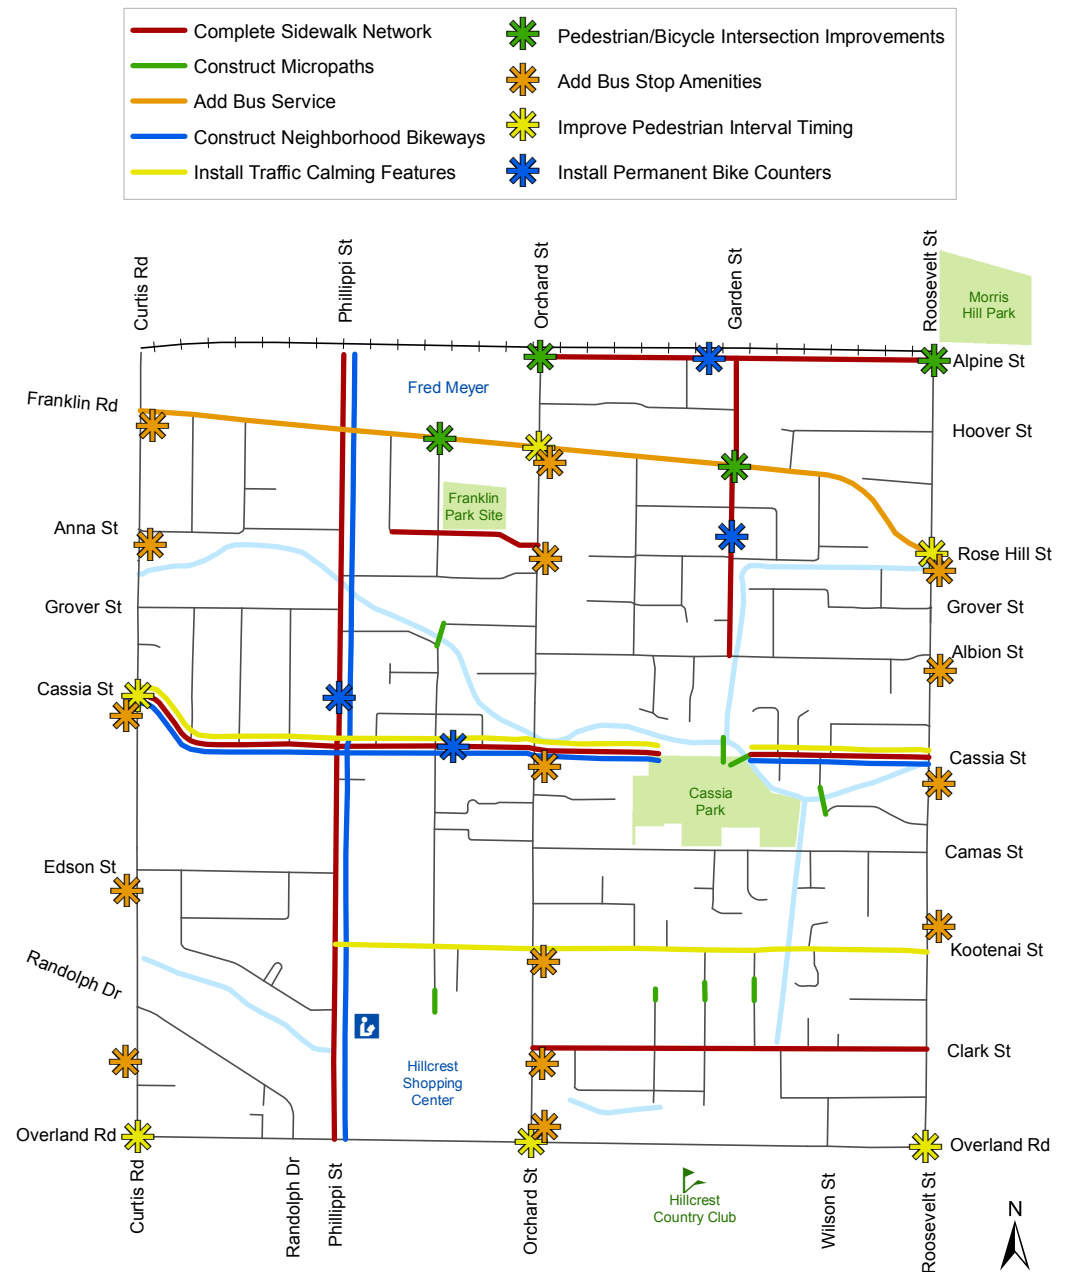 Complete Sidewalk Network
Construct Micropaths
Add Bus Service
Construct Neighborhood Bikeways
Install Traffic Calming Features
Pedestrian/Bicycle Intersection Improvements
Add Bus Stop Amenities
Improve Pedestrian Interval Timing
Install Permanent Bike Counters
Curtis Rd
Phillippi St
Orchard St
Garden St
Roosevelt St
Morris
Hill Park
Alpine St
Fred Meyer
Franklin Rd
Hoover St
Franklin
Park Site
Anna St
Rose Hill St
Grover St
Grover St
Albion St
Cassia St
Cassia St
Cassia
Park
Camas St
Edson St
Kootenai St
Randolph Dr
Clark St
Hillcrest
Shopping
Center
Overland Rd
Overland Rd
Curtis Rd
Randolph Dr
Phillippi St
Orchard St
Hillcrest
Country Club
Wilson St
Roosevelt St
N